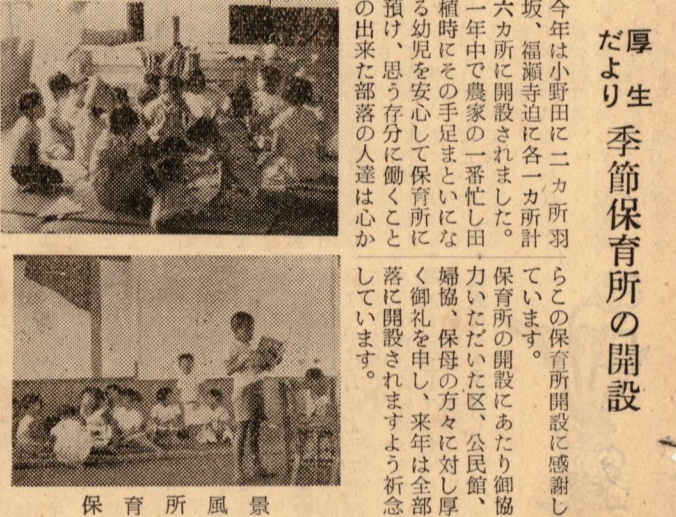 厚生だより
季節保育所の開設
今年は小野田に二カ所羽
坂、福瀬寺迫に各一カ所計
六カ所に開設されました。
一年中で農家の一番忙し田
植時にその手足まといにな
る幼児を安心して保育所に
預け、思う存分に働くこと
の出来た部落の人達は心か
らこの保育所開設に感謝し
ています。
保育所の開設にあたり御協
力いただいた区、公民館、
婦協、保母の方々に対し厚
く御礼を申し、来年は全部
落に開設されますよう祈念
しています。
保育所風景